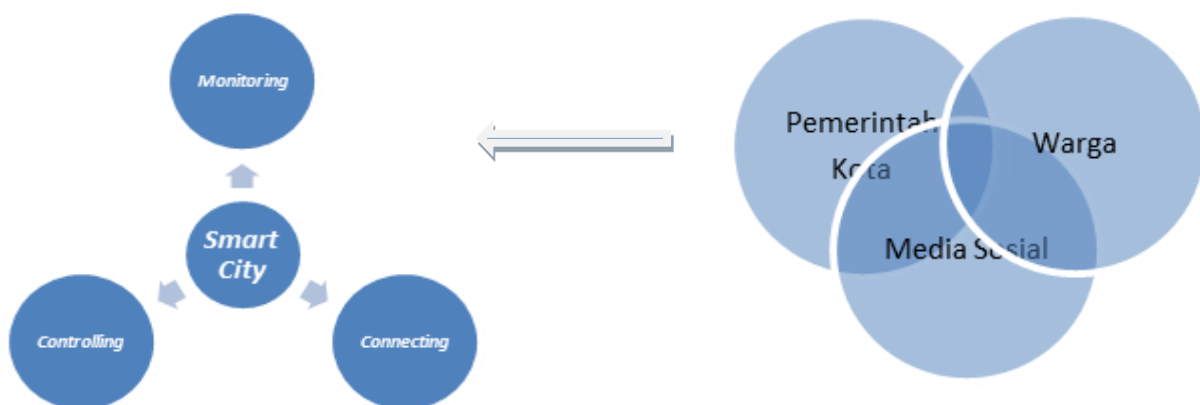 Monitoring
Smart
City
Controlling
Connecting
Pemerintah
Kota
Warga
Media Sosial